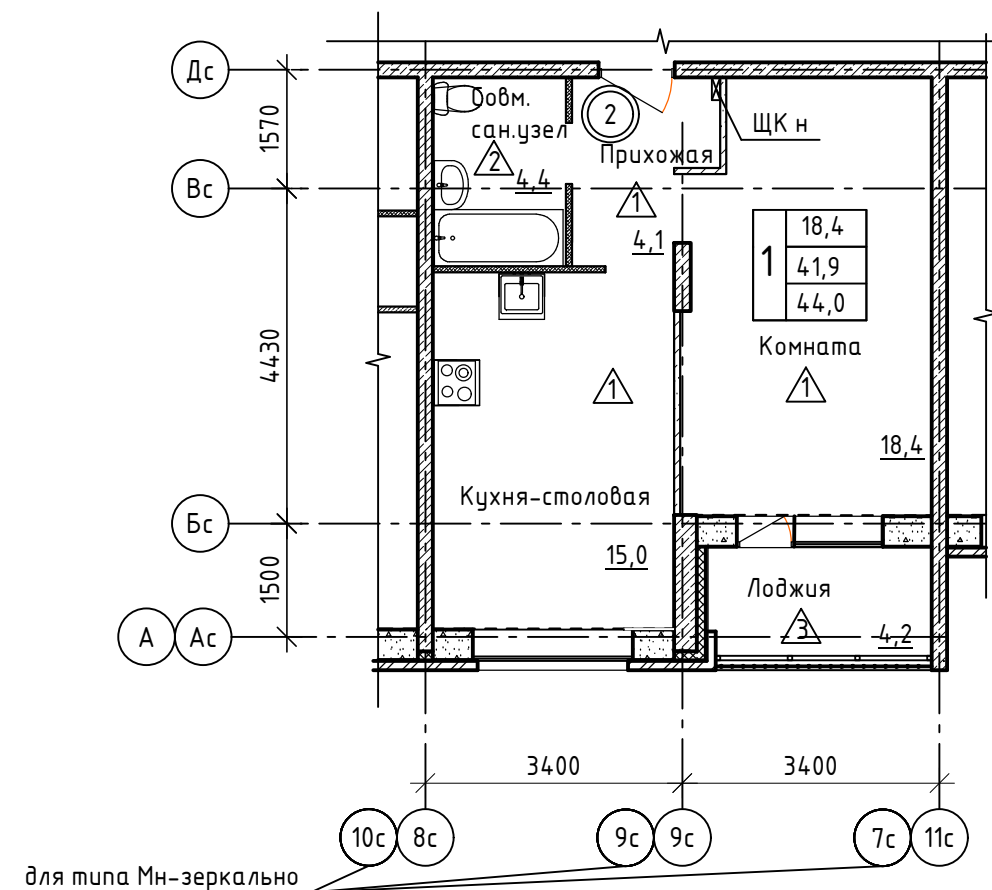 Дс
1570
Вс
4430
Бс
1500
А
Ас
Совм.
сан.узел
2
4,4
2
ЩК н
Прихожая
1
4,1
1
18,4
41,9
44,0
Комната
1
18,4
1
Кухня-столовая
15,0
Лоджия
3
4,2
3400
3400
10с
8с
9с
9с
7с
11с
для типа Мн-зеркально